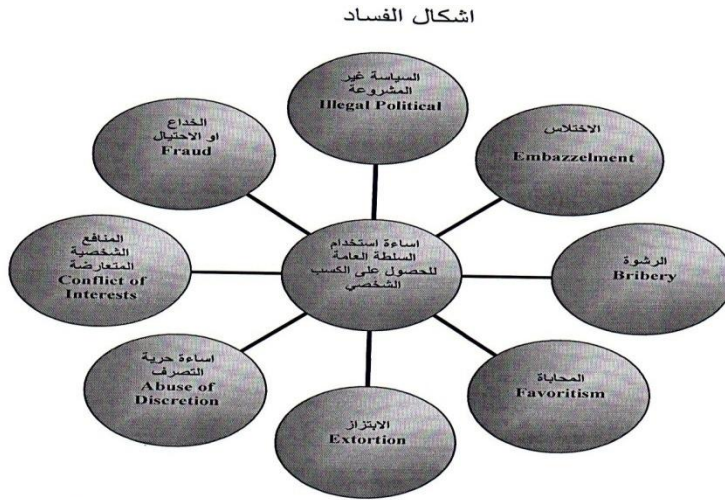 اشكال الفساد
السياسة غير
المشروعة
Illegal Political
الاختلاس
Embazzelment
الرشوة
Bribery
المحاباة
Favoritism
الابتزاز
Extortion
اساءة حرية
التصرف
Abuse of
Discretion
المنافع
الشخصية
المتعارضة
Conflict of
Interests
الخداع
او الاحتيال
Fraud
اساءة استخدام
السلطة العامة
للحصول على الكسب
الشخصي